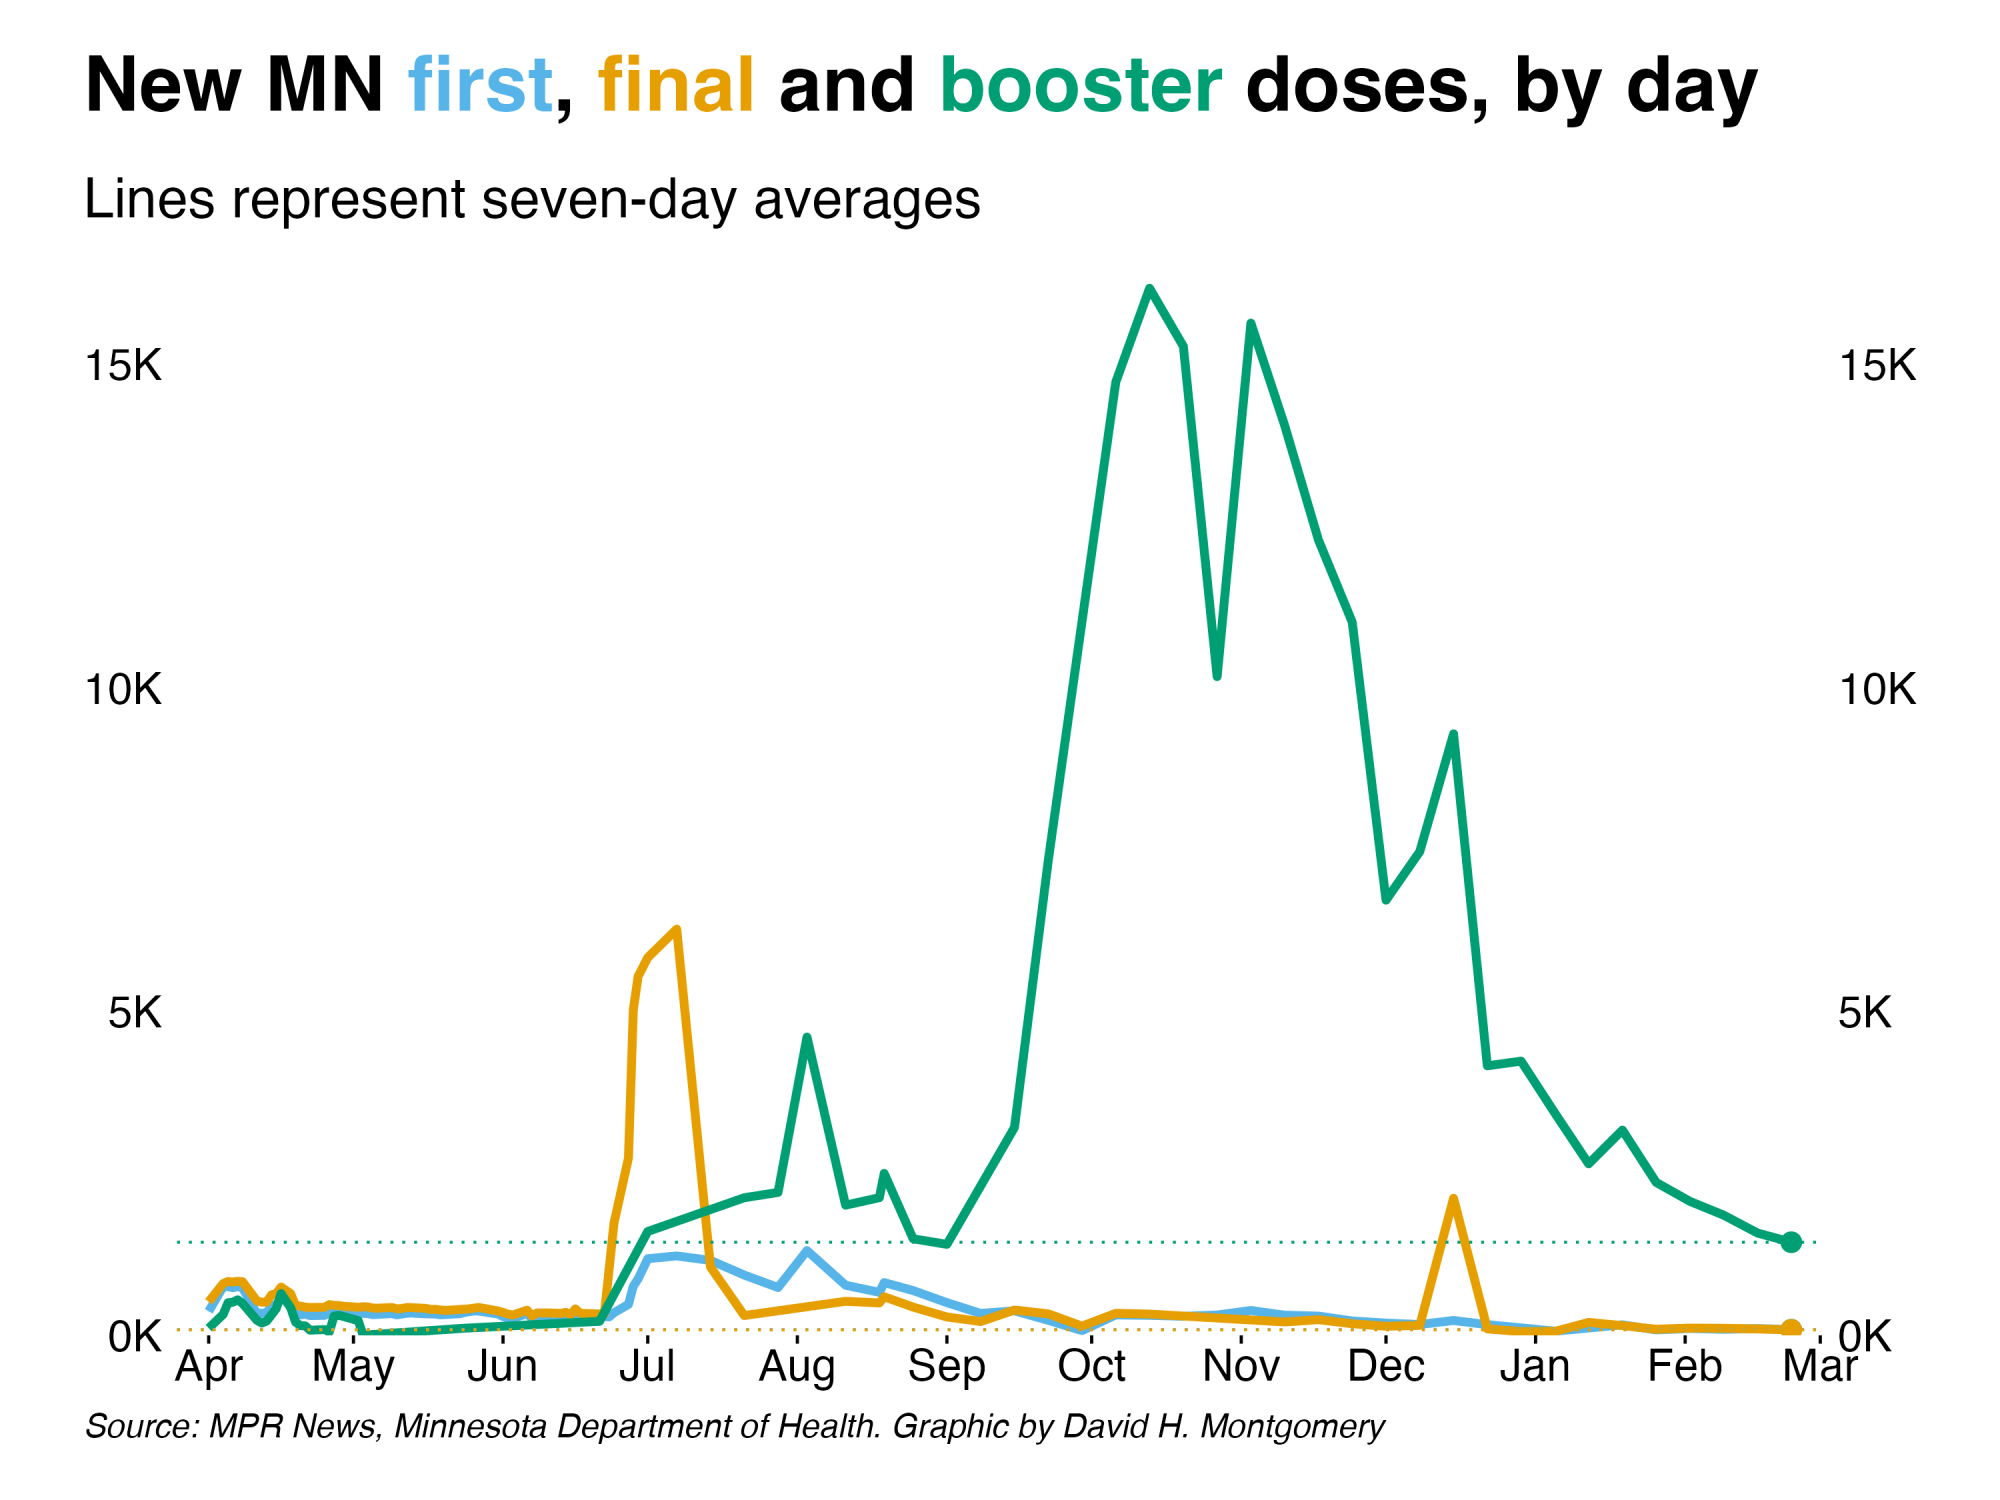 New MN first, final and booster doses, by day
Lines represent seven-day averages
15K 15K
10K 10K
5K 5K
0K 0K
Apr May Jun Jul Aug Sep Oct Nov Dec Jan Feb Mar
Source: MPR News, Minnesota Department of Health. Graphic by David H. Montgomery